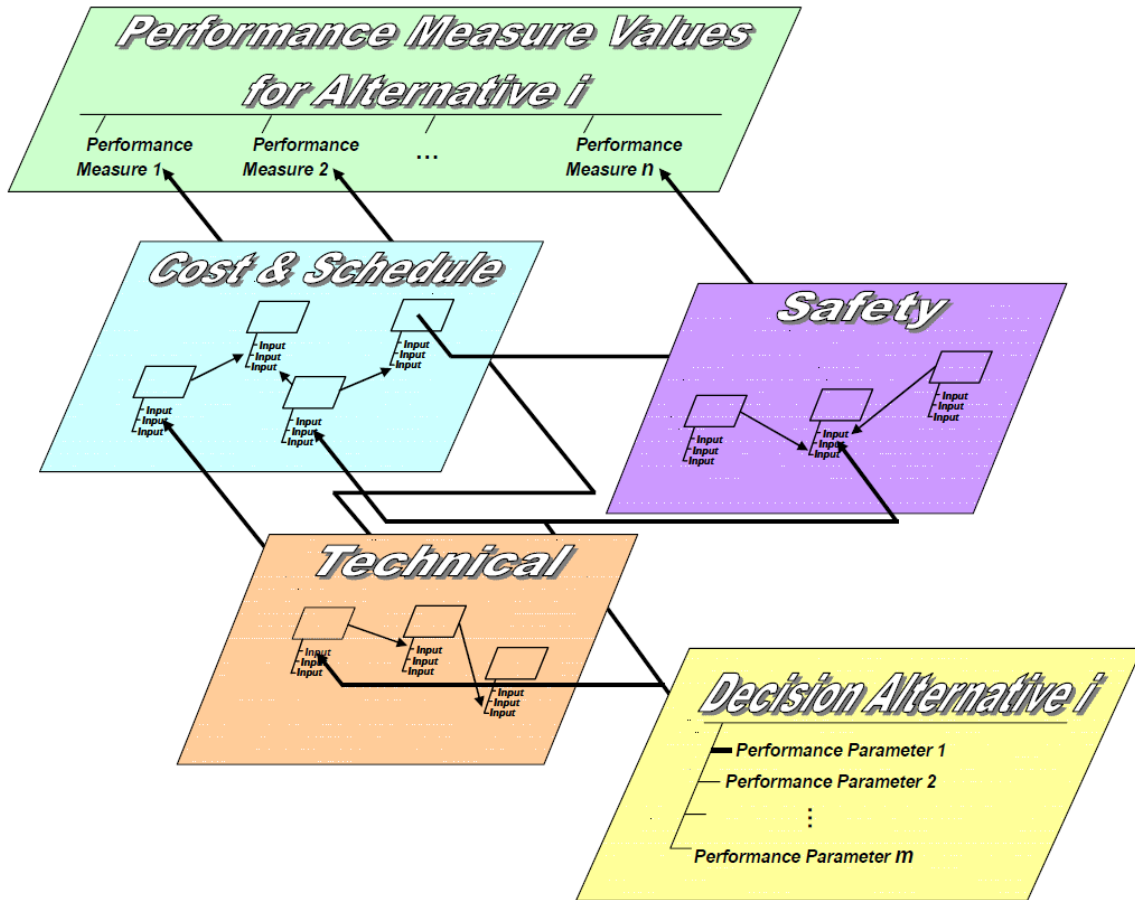 Performance Measure Values
for Alternative i
Performance
Measure 1
Performance
Measure 2
...
Performance
Measure n
Cost & Schedule
Input
Input
Input
Input
Input
Input
Input
Input
Input
Input
Input
Input
Safety
Input
Input
Input
Input
Input
Input
Input
Input
Input
Technical
Input
Input
Input
Input
Input
Input
Input
Input
Input
Decision Alternative i
Performance Parameter 1
Performance Parameter 2
⋮
Performance Parameter m